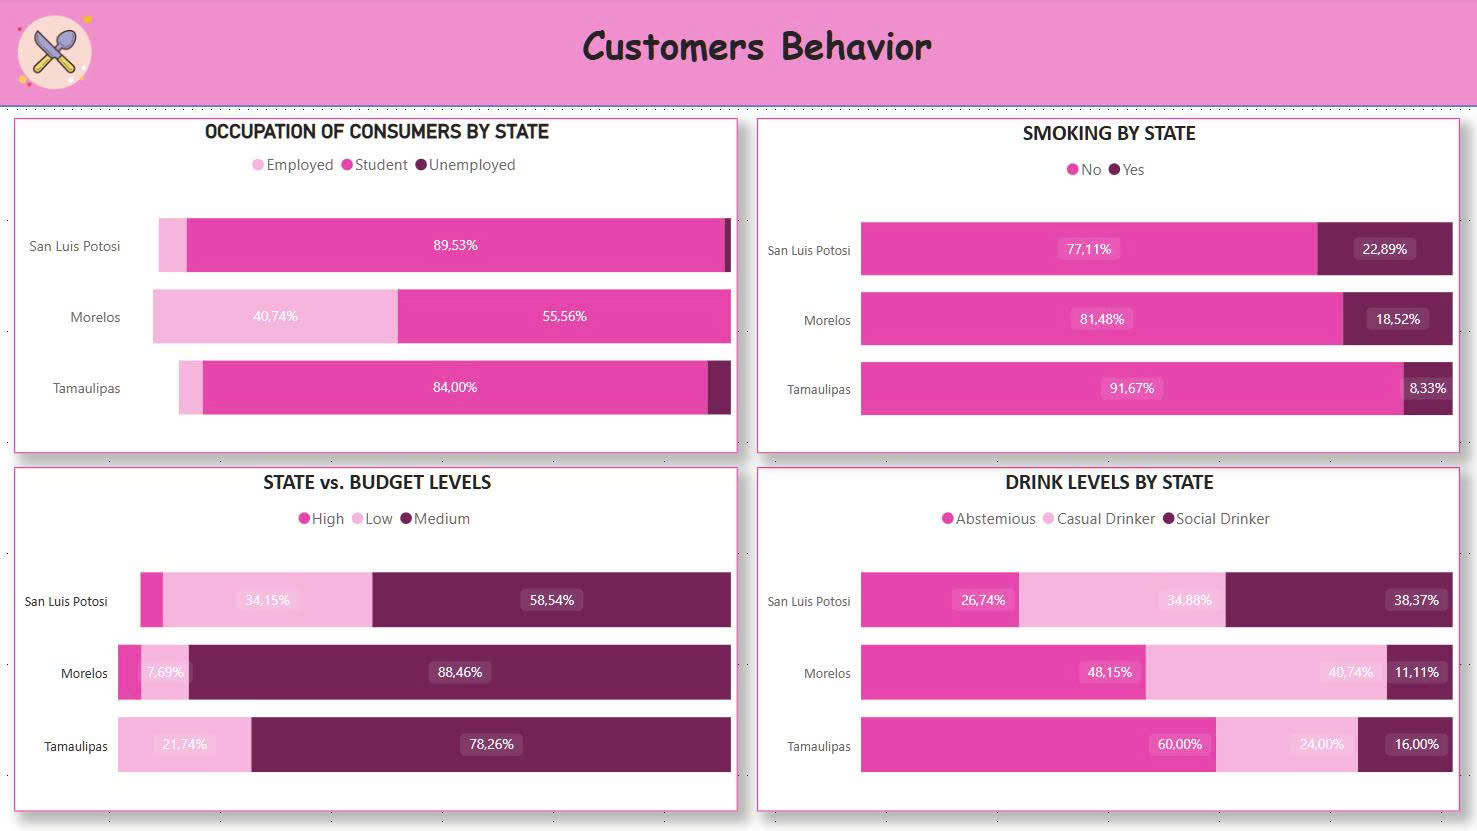 Customers Behavior
OCCUPATION OF CONSUMERS BY STATE
Employed Student Unemployed
San Luis Potosi 89,53%
Morelos 40,74% 55,56%
Tamaulipas 84,00%
SMOKING BY STATE
No Yes
San Luis Potosi 77,11% 22,89%
Morelos 81,48% 18,52%
Tamaulipas 91,67% 8,33%
STATE vs. BUDGET LEVELS
High Low Medium
San Luis Potosi 34,15% 58,54%
Morelos 7,69% 88,46%
Tamaulipas 21,74% 78,26%
DRINK LEVELS BY STATE
Abstemious Casual Drinker Social Drinker
San Luis Potosi 26,74% 34,88% 38,37%
Morelos 48,15% 40,74% 11,11%
Tamaulipas 60,00% 24,00% 16,00%